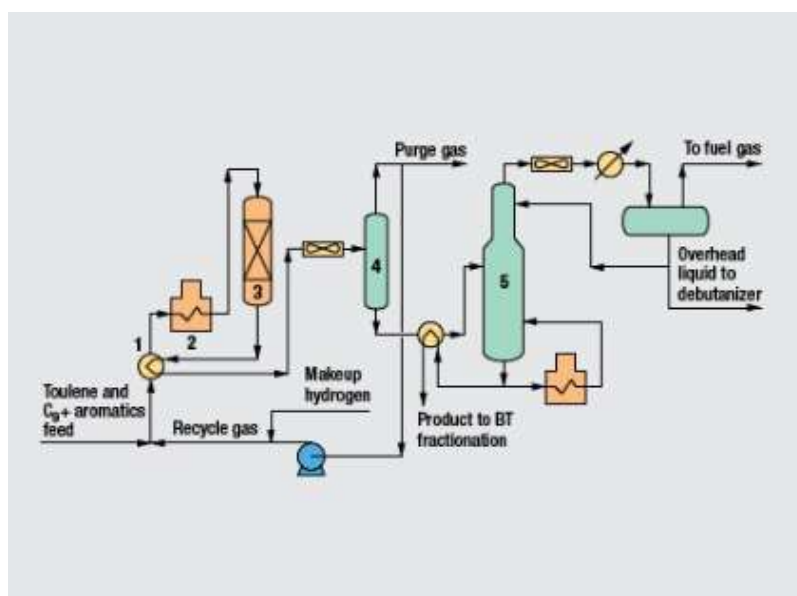 Purge gas
To fuel gas
4
5
3
Overhead
liquid to
debutanizer
1
2
Makeup
hydrogen
Toulene and
C9+ aromatics
feed
Recycle gas
Product to BT
fractionation